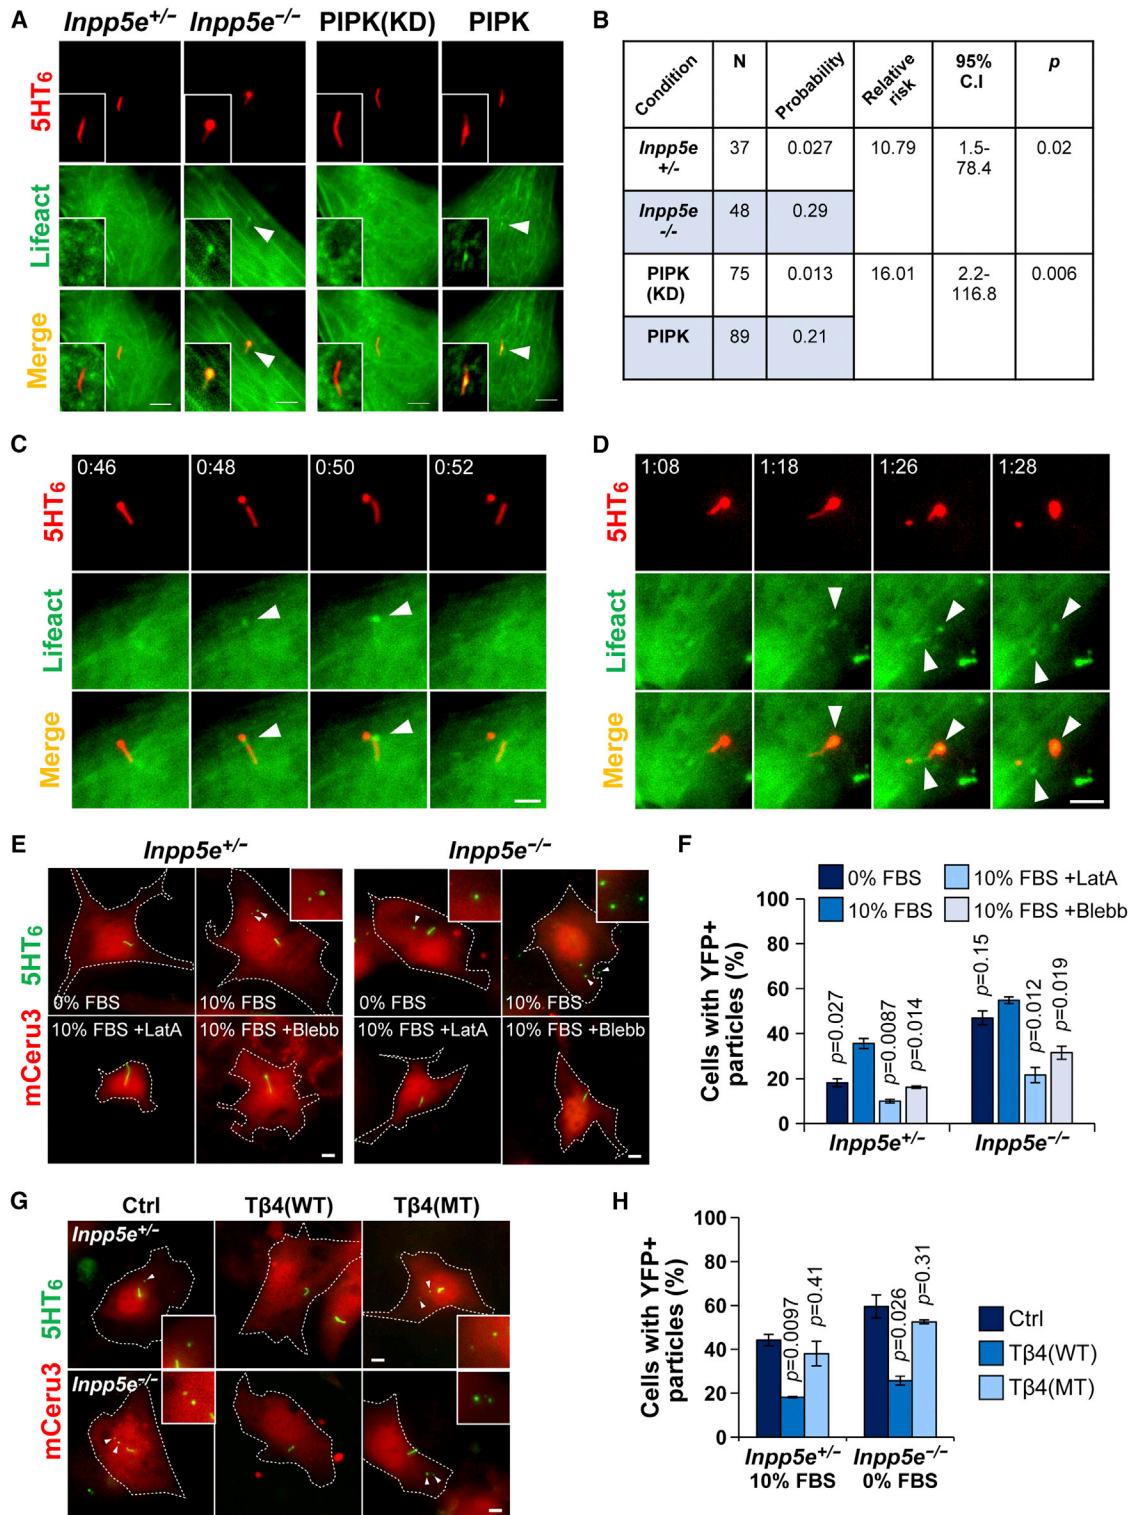 A
Inpp5e+/-
Inpp5e−/−
PIPK(KD)
PIPK
5HT6
Lifeact
Merge
B
Condition
N
Probability
Relative risk
95% C.I
p
Inpp5e +/-
37
0.027
10.79
1.5-78.4
0.02
Inpp5e -/-
48
0.29
PIPK (KD)
75
0.013
16.01
2.2-116.8
0.006
PIPK
89
0.21
C
0:46
0:48
0:50
0:52
5HT6
Lifeact
Merge
D
1:08
1:18
1:26
1:28
5HT6
Lifeact
Merge
E
Inpp5e+/−
Inpp5e−/−
5HT6
mCeru3
0% FBS
10% FBS
0% FBS
10% FBS
10% FBS +LatA
10% FBS +Blebb
10% FBS +LatA
10% FBS +Blebb
F
0% FBS
10% FBS +LatA
10% FBS
10% FBS +Blebb
Cells with YFP+
particles (%)
100
80
60
40
20
0
p=0.027
p=0.0087
p=0.014
p=0.15
p=0.012
p=0.019
Inpp5e+/−
Inpp5e−/−
G
Ctrl
Tβ4(WT)
Tβ4(MT)
5HT6
mCeru3
Inpp5e+/−
Inpp5e−/−
H
Cells with YFP+
particles (%)
100
80
60
40
20
0
p=0.0097
p=0.41
p=0.026
p=0.31
Ctrl
Tβ4(WT)
Tβ4(MT)
Inpp5e+/−
10% FBS
Inpp5e−/−
0% FBS